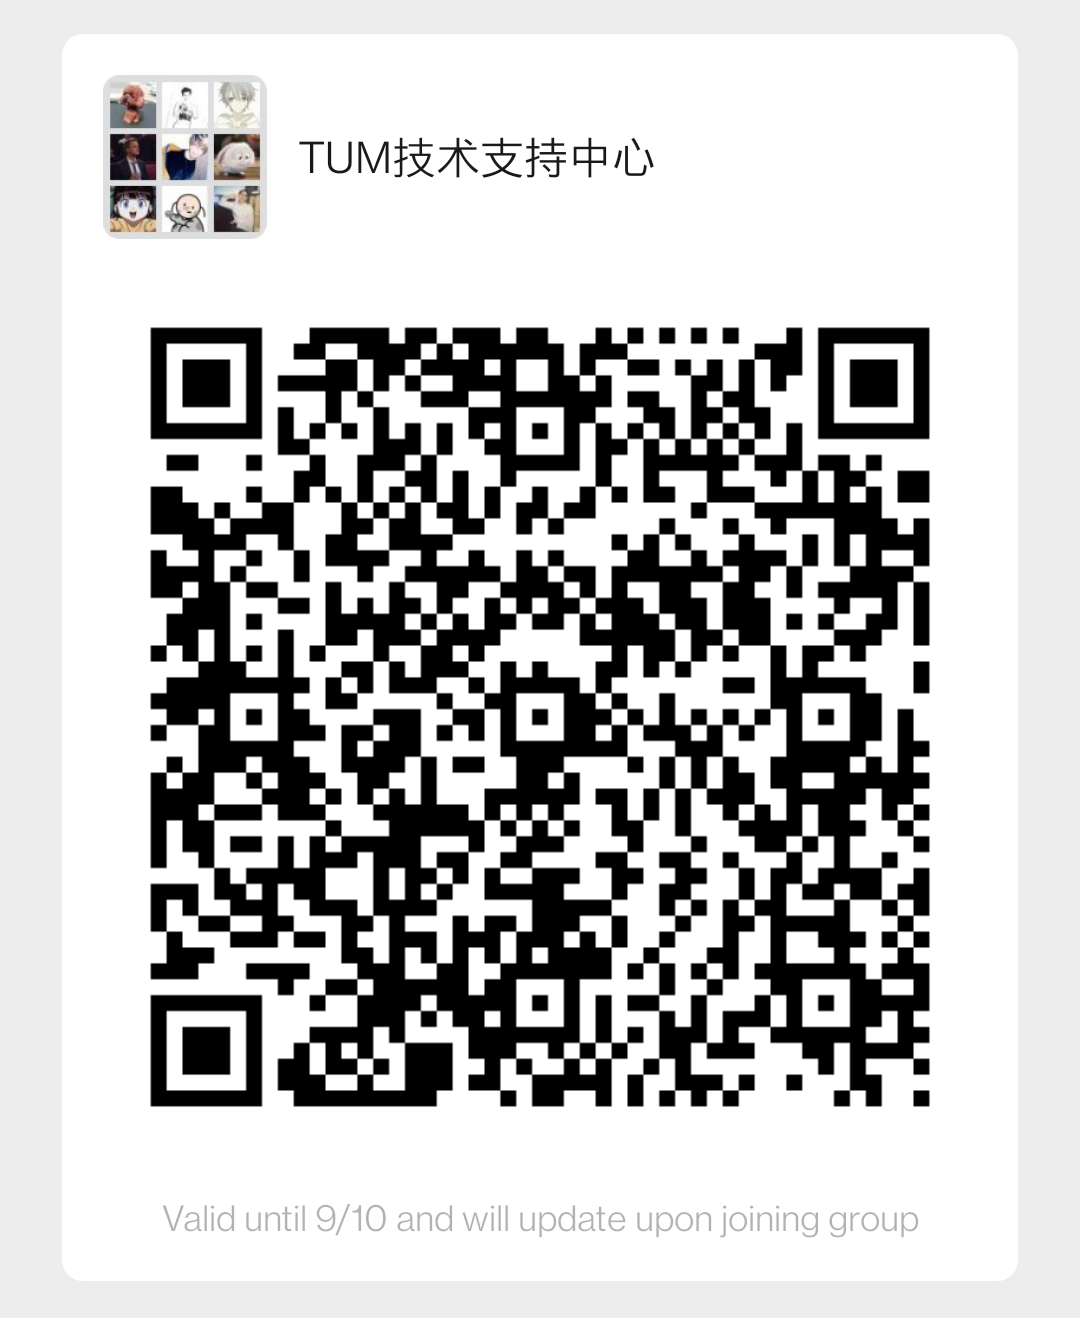 TUM技术支持中心
Valid until 9/10 and will update upon joining group